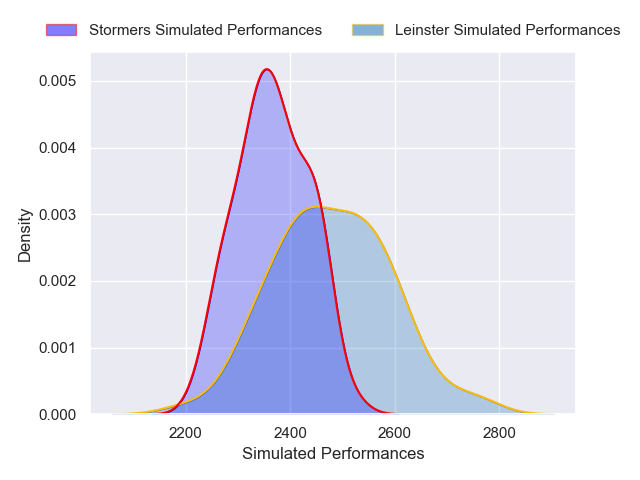 Stormers Simulated Performances
Leinster Simulated Performances
0.005
0.004
0.003
0.002
0.001
0.000
Density
2200
2400
2600
2800
Simulated Performances